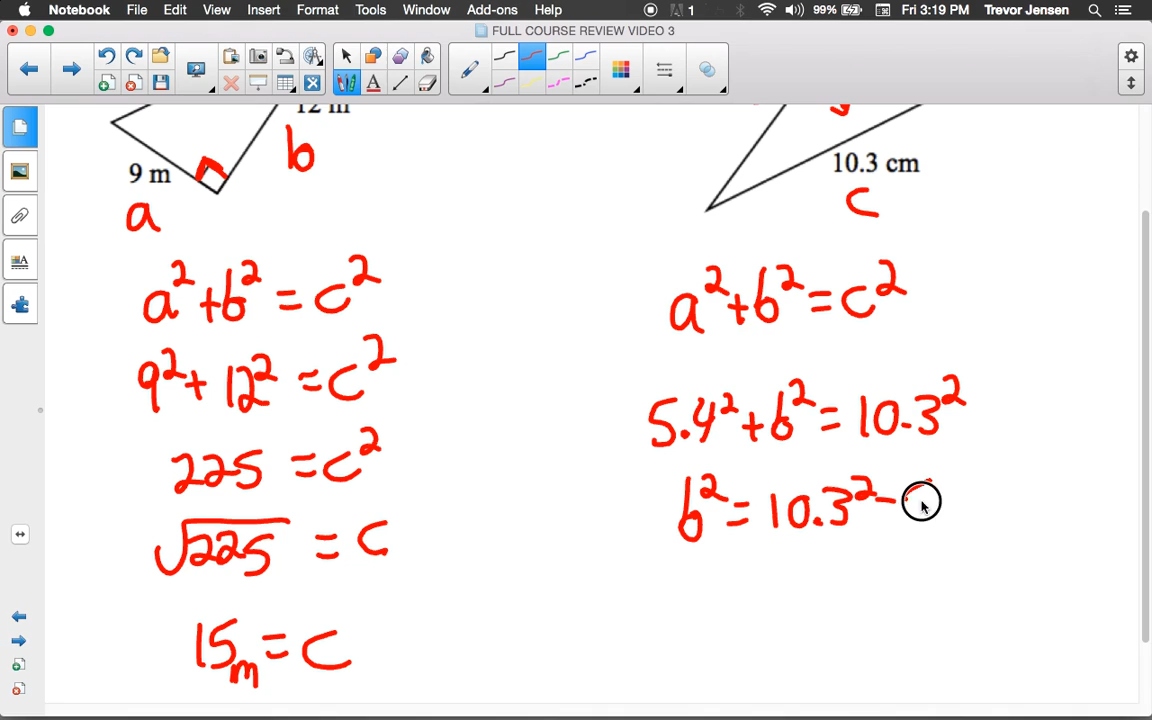 Notebook File Edit View Insert Format Tools Window Add-ons Help 1 99% Fri 3:19 PM Trevor Jensen
FULL COURSE REVIEW VIDEO 3
12 m
b
9 m
a
10.3 cm
c
a² + b² = c²
9² + 12² = c²
225 = c²
√225 = c
15m = c
a² + b² = c²
5.4² + b² = 10.3²
b² = 10.3² -